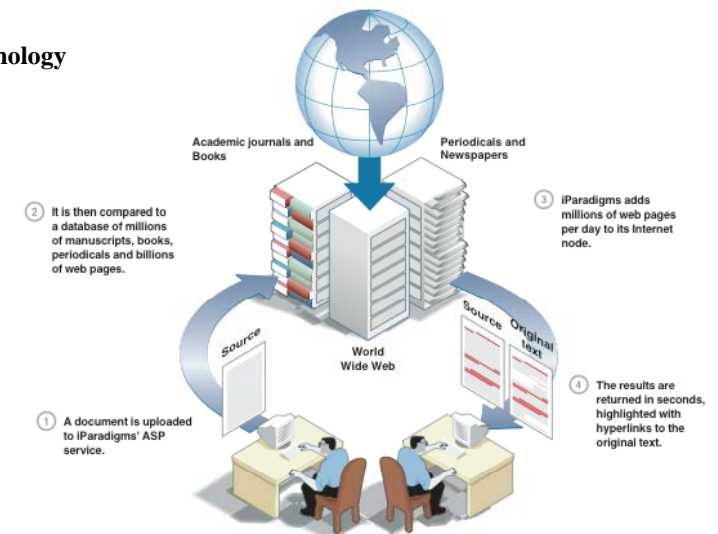 nology
Academic journals and
Books
Periodicals and
Newspapers
2 It is then compared to
a database of millions
of manuscripts, books,
periodicals and billions
of web pages.
3 iParadigms adds
millions of web pages
per day to its Internet
node.
Source
World
Wide Web
Source
Original
text
1 A document is uploaded
to iParadigms' ASP
service.
4 The results are
returned in seconds,
highlighted with
hyperlinks to the
original text.